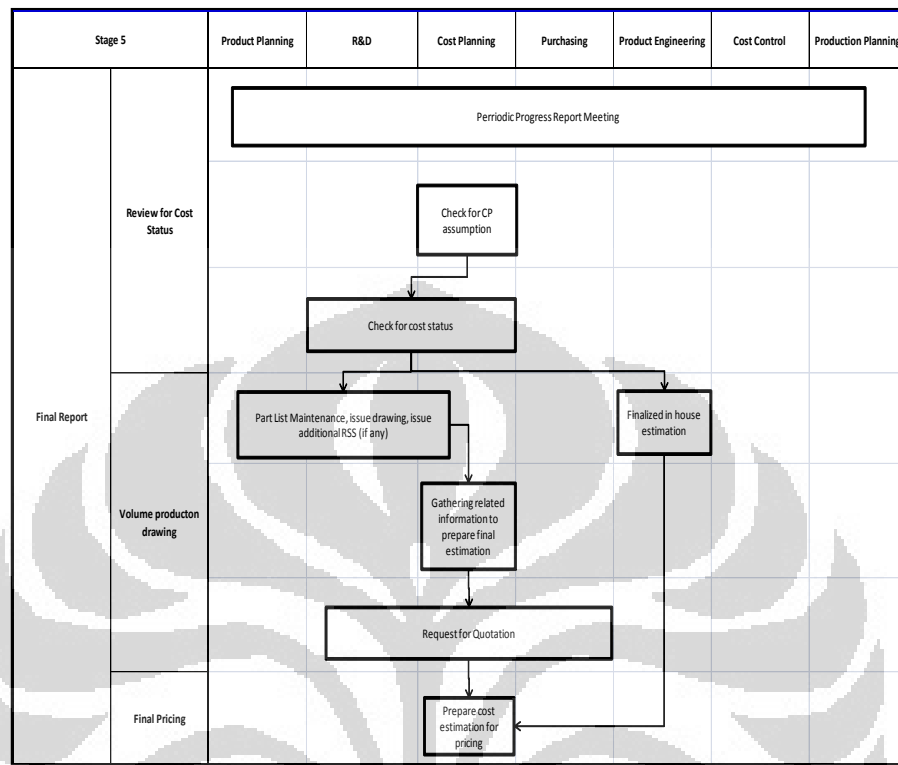 Stage 5
Product Planning
R&D
Cost Planning
Purchasing
Product Engineering
Cost Control
Production Planning
Perriodic Progress Report Meeting
Review for Cost
Status
Check for CP
assumption
Check for cost status
Final Report
Part List Maintenance, issue drawing, issue
additional RSS (if any)
Finalized in house
estimation
Volume producton
drawing
Gathering related
information to
prepare final
estimation
Request for Quotation
Final Pricing
Prepare cost
estimation for
pricing